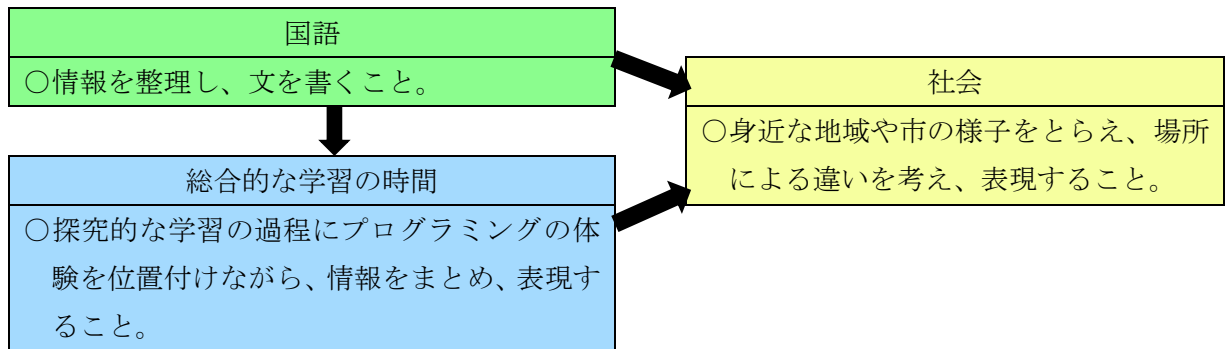 国語
○情報を整理し、文を書くこと。
社会
○身近な地域や市の様子をとらえ、場所
による違いを考え、表現すること。
総合的な学習の時間
○探究的な学習の過程にプログラミングの体
験を位置付けながら、情報をまとめ、表現す
ること。